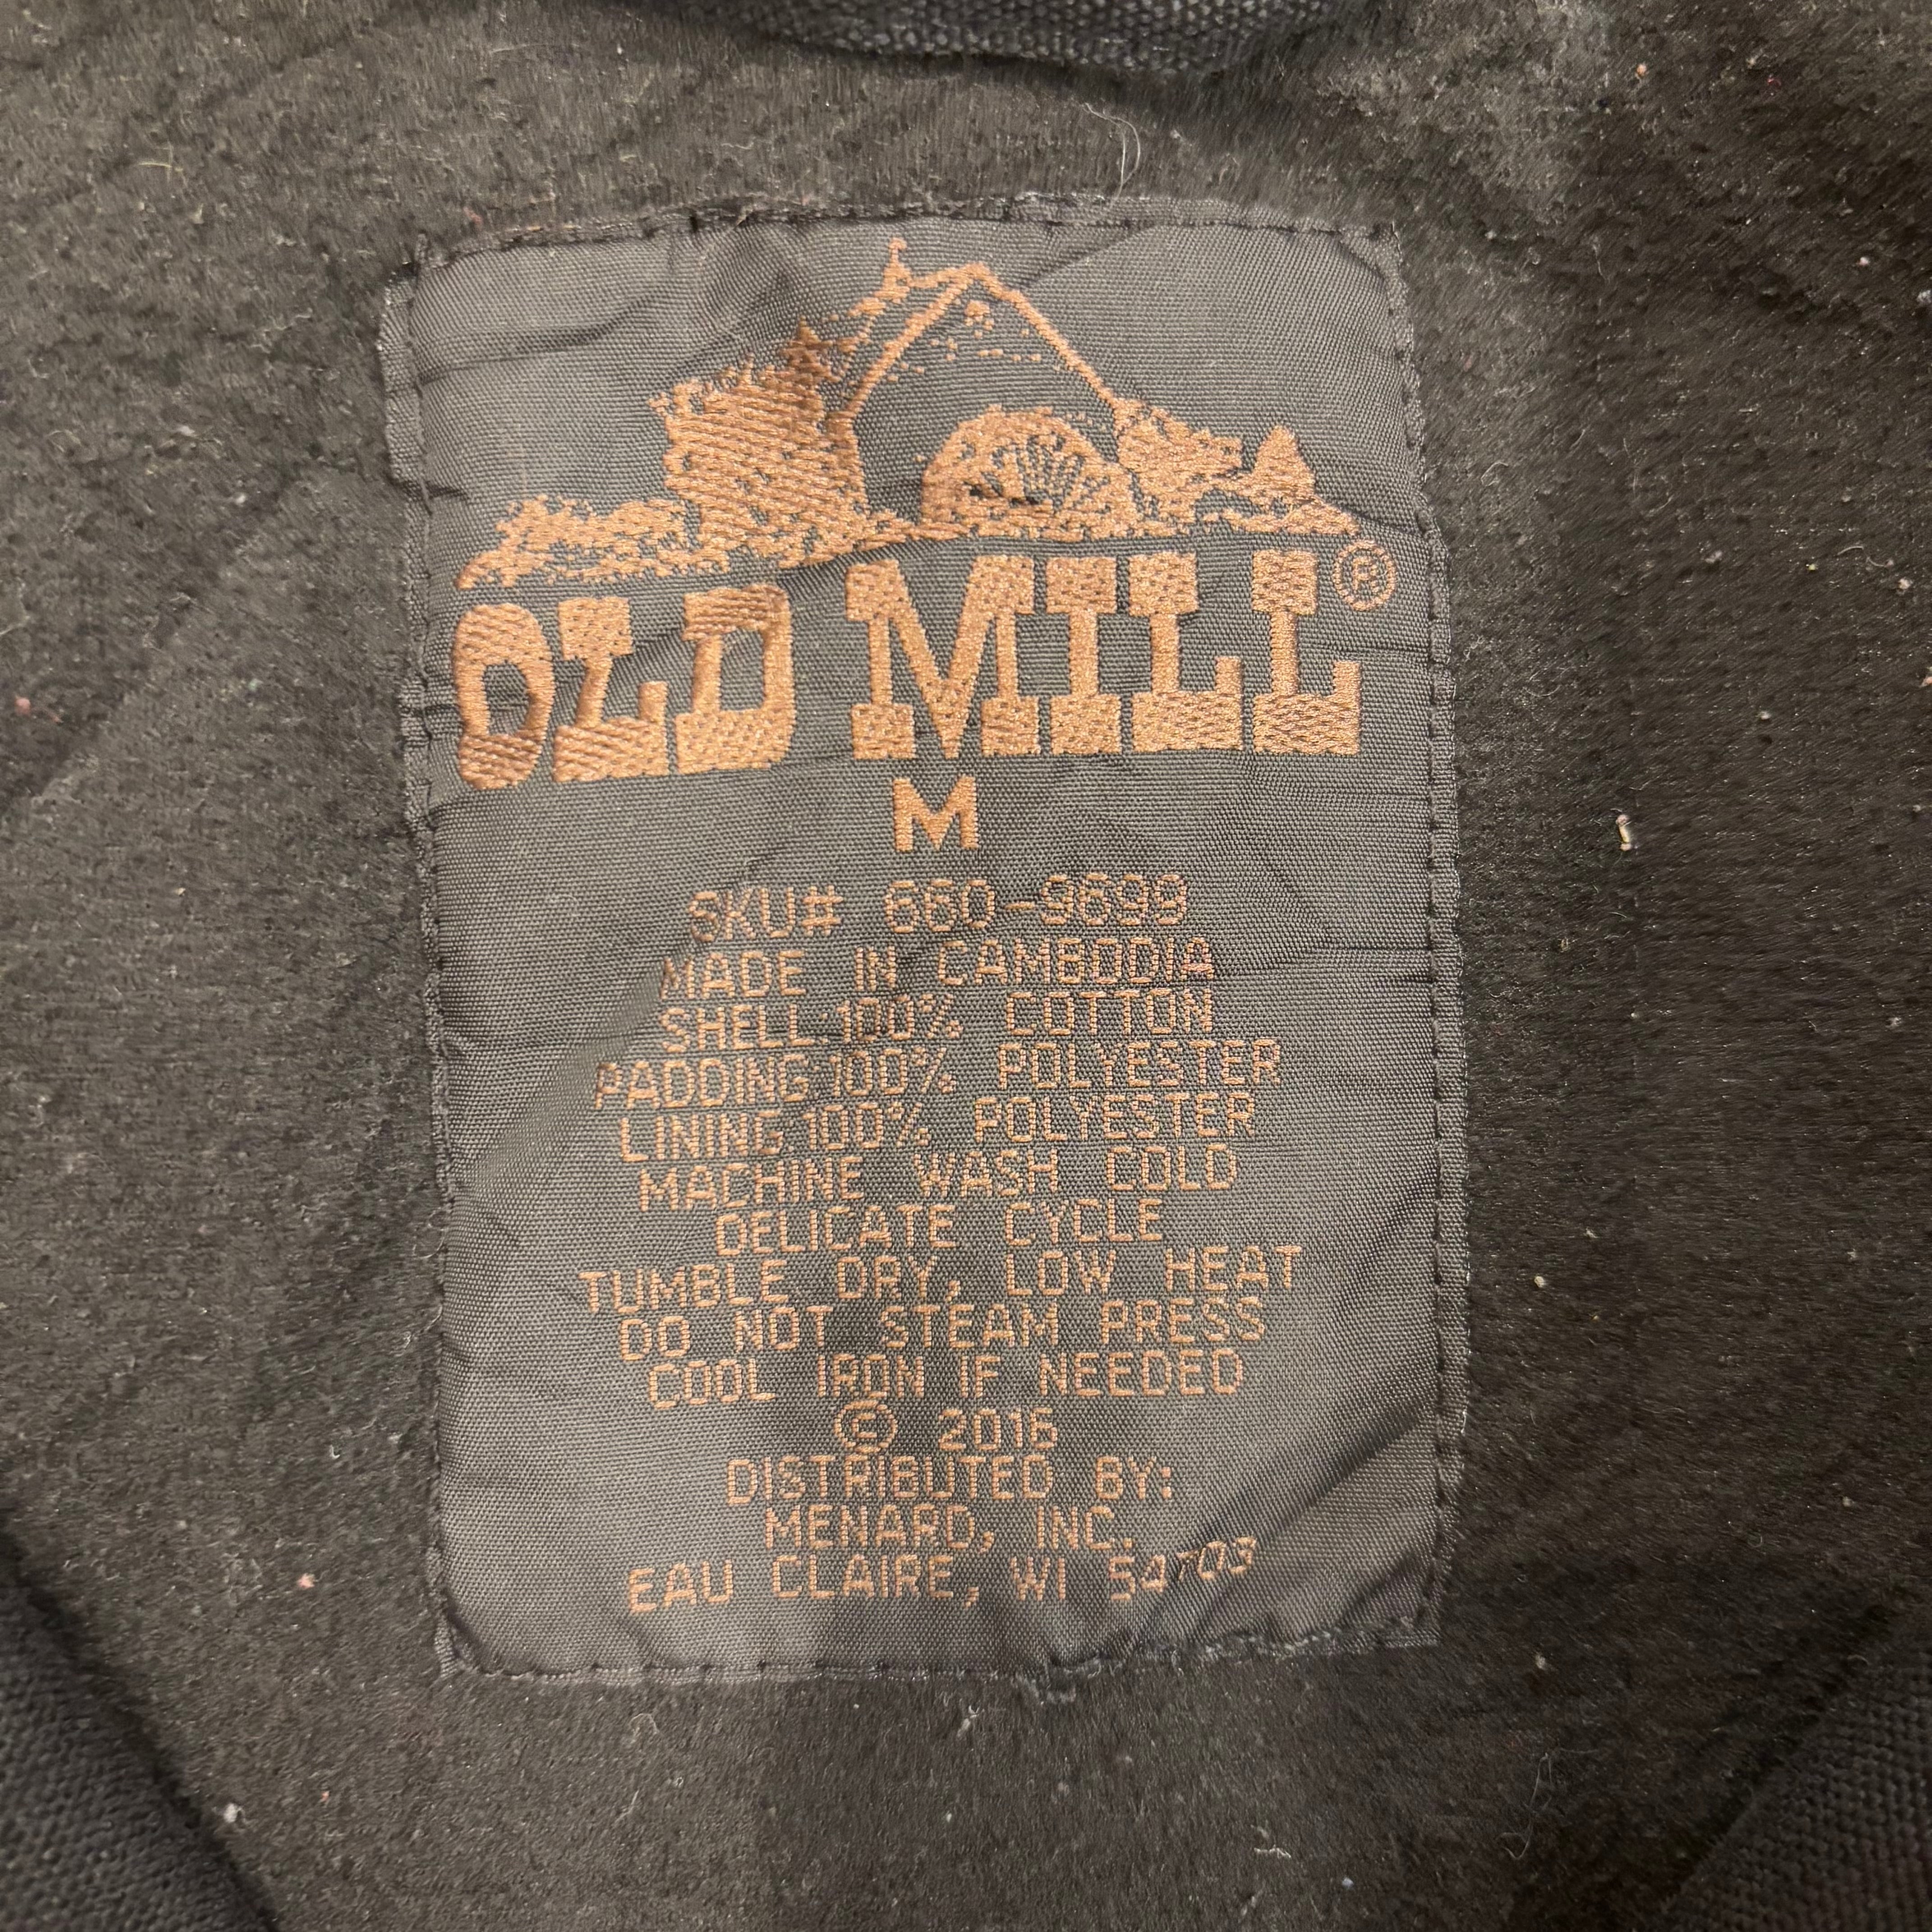 OLD MILL®
M
SKU# 660-9699
MADE IN CAMBODIA
SHELL 100% COTTON
PADDING:100% POLYESTER
LINING:100% POLYESTER
MACHINE WASH COLD
DELICATE CYCLE
TUMBLE DRY, LOW HEAT
DO NOT STEAM PRESS
COOL IRON IF NEEDED
© 2016
DISTRIBUTED BY:
MENARD, INC.
EAU CLAIRE, WI 54703